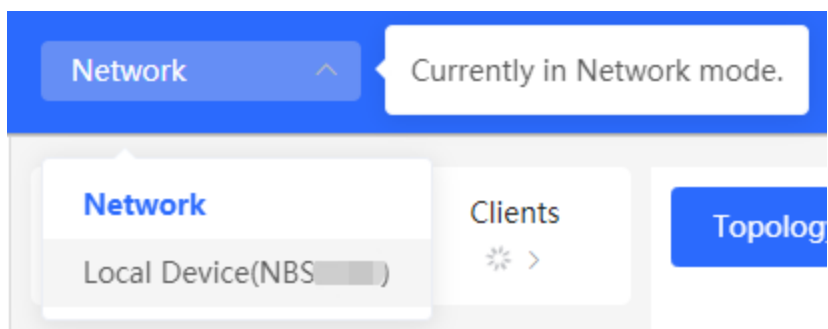 Network
Currently in Network mode.
Network
Clients
Topology
Local Device(NBS )